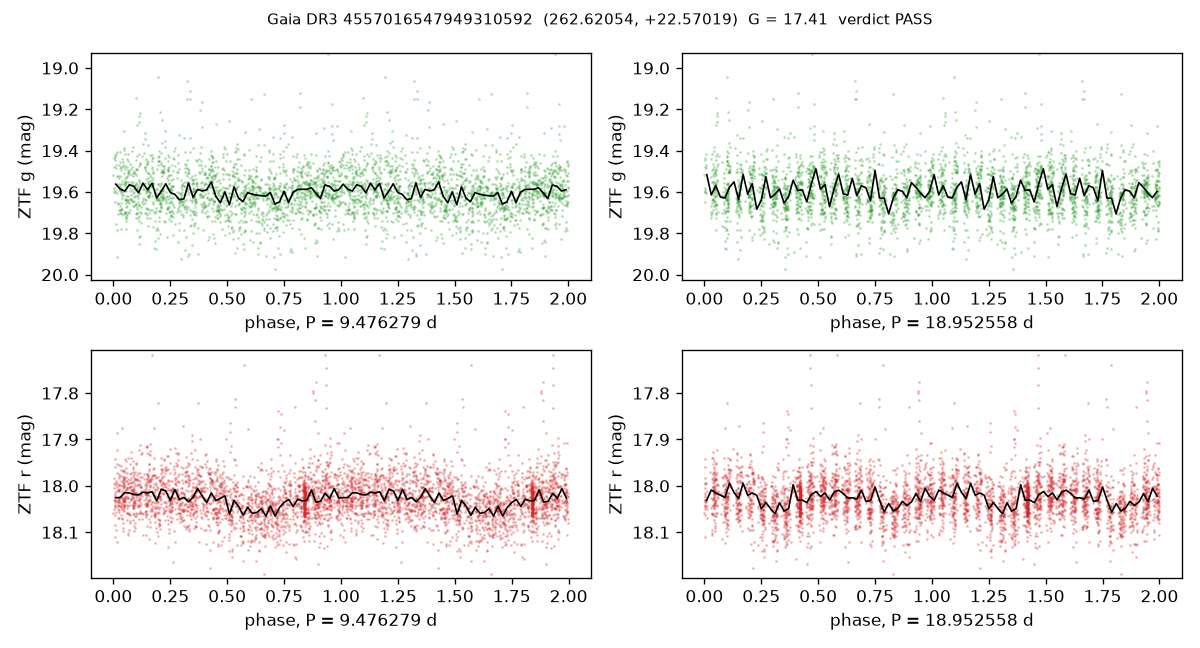 Gaia DR3 4557016547949310592 (262.62054, +22.57019) G = 17.41 verdict PASS
ZTF g (mag)
19.0
19.2
19.4
19.6
19.8
20.0
0.00 0.25 0.50 0.75 1.00 1.25 1.50 1.75 2.00
phase, P = 9.476279 d
ZTF g (mag)
19.0
19.2
19.4
19.6
19.8
20.0
0.00 0.25 0.50 0.75 1.00 1.25 1.50 1.75 2.00
phase, P = 18.952558 d
ZTF r (mag)
17.8
17.9
18.0
18.1
0.00 0.25 0.50 0.75 1.00 1.25 1.50 1.75 2.00
phase, P = 9.476279 d
ZTF r (mag)
17.8
17.9
18.0
18.1
0.00 0.25 0.50 0.75 1.00 1.25 1.50 1.75 2.00
phase, P = 18.952558 d